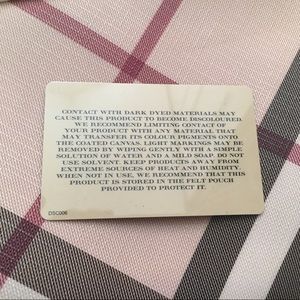 CONTACT WITH DARK DYED MATERIALS MAY
CAUSE THIS PRODUCT TO BECOME DISCOLOURED.
WE RECOMMEND LIMITING CONTACT OF
YOUR PRODUCT WITH ANY MATERIAL THAT
MAY TRANSFER ITS COLOUR PIGMENTS ONTO
THE COATED CANVAS. LIGHT MARKINGS MAY BE
REMOVED BY WIPING GENTLY WITH A SIMPLE
SOLUTION OF WATER AND A MILD SOAP. DO NOT
USE SOLVENT. KEEP PRODUCTS AWAY FROM
EXTREME SOURCES OF HEAT AND HUMIDITY.
WHEN NOT IN USE, WE RECOMMEND THAT THIS
PRODUCT IS STORED IN THE FELT POUCH
PROVIDED TO PROTECT IT.
DSC006